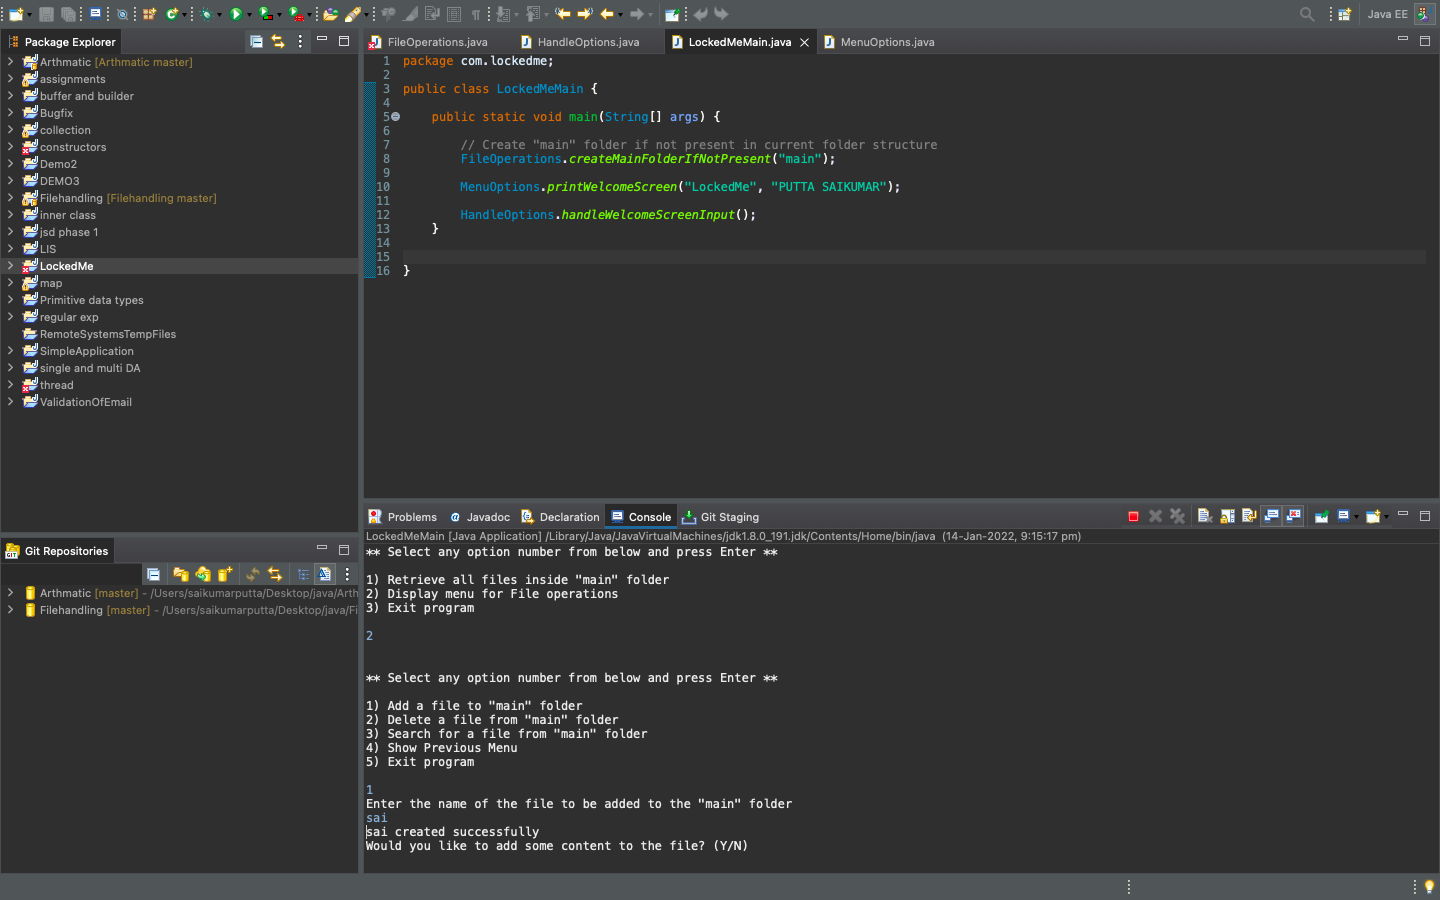 Java EE
Package Explorer
Arthmatic [Arthmatic master]
assignments
buffer and builder
Bugfix
collection
constructors
Demo2
DEMO3
Filehandling [Filehandling master]
inner class
jsd phase 1
LIS
LockedMe
map
Primitive data types
regular exp
RemoteSystemsTempFiles
SimpleApplication
single and multi DA
thread
ValidationOfEmail
Git Repositories
Arthmatic [master] - /Users/saikumarputta/Desktop/java/Arth
Filehandling [master] - /Users/saikumarputta/Desktop/java/Fi
FileOperations.java HandleOptions.java LockedMeMain.java MenuOptions.java
1 package com.lockedme;
2
3 public class LockedMeMain {
4
5 public static void main(String[] args) {
6
7 // Create "main" folder if not present in current folder structure
8 FileOperations.createMainFolderIfNotPresent("main");
9
10 MenuOptions.printWelcomeScreen("LockedMe", "PUTTA SAIKUMAR");
11
12 HandleOptions.handleWelcomeScreenInput();
13 }
14
15
16 }
Problems @ Javadoc Declaration Console Git Staging
LockedMeMain [Java Application] /Library/Java/JavaVirtualMachines/jdk1.8.0_191.jdk/Contents/Home/bin/java (14-Jan-2022, 9:15:17 pm)
** Select any option number from below and press Enter **
1) Retrieve all files inside "main" folder
2) Display menu for File operations
3) Exit program
2
** Select any option number from below and press Enter **
1) Add a file to "main" folder
2) Delete a file from "main" folder
3) Search for a file from "main" folder
4) Show Previous Menu
5) Exit program
1
Enter the name of the file to be added to the "main" folder
sai
sai created successfully
Would you like to add some content to the file? (Y/N)